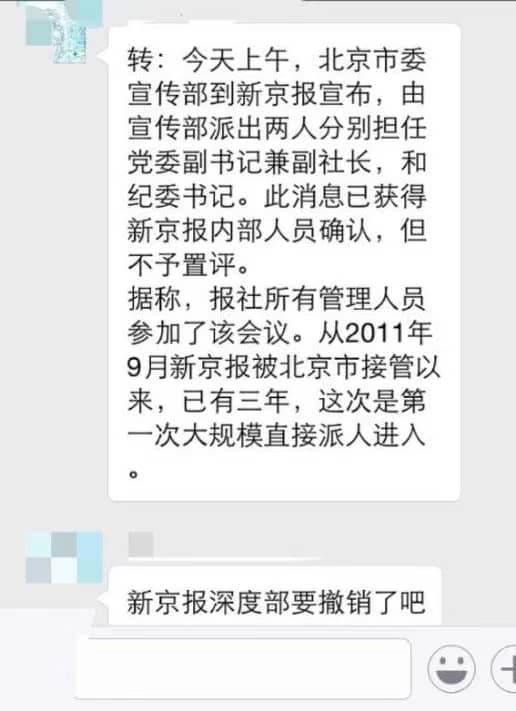 转：今天上午，北京市委
宣传部到新京报宣布，由
宣传部派出两人分别担任
党委副书记兼副社长，和
纪委书记。此消息已获得
新京报内部人员确认，但
不予置评。
据称，报社所有管理人员
参加了该会议。从2011年
9月新京报被北京市接管以
来，已有三年，这次是第
一次大规模直接派人进入
。
新京报深度部要撤销了吧